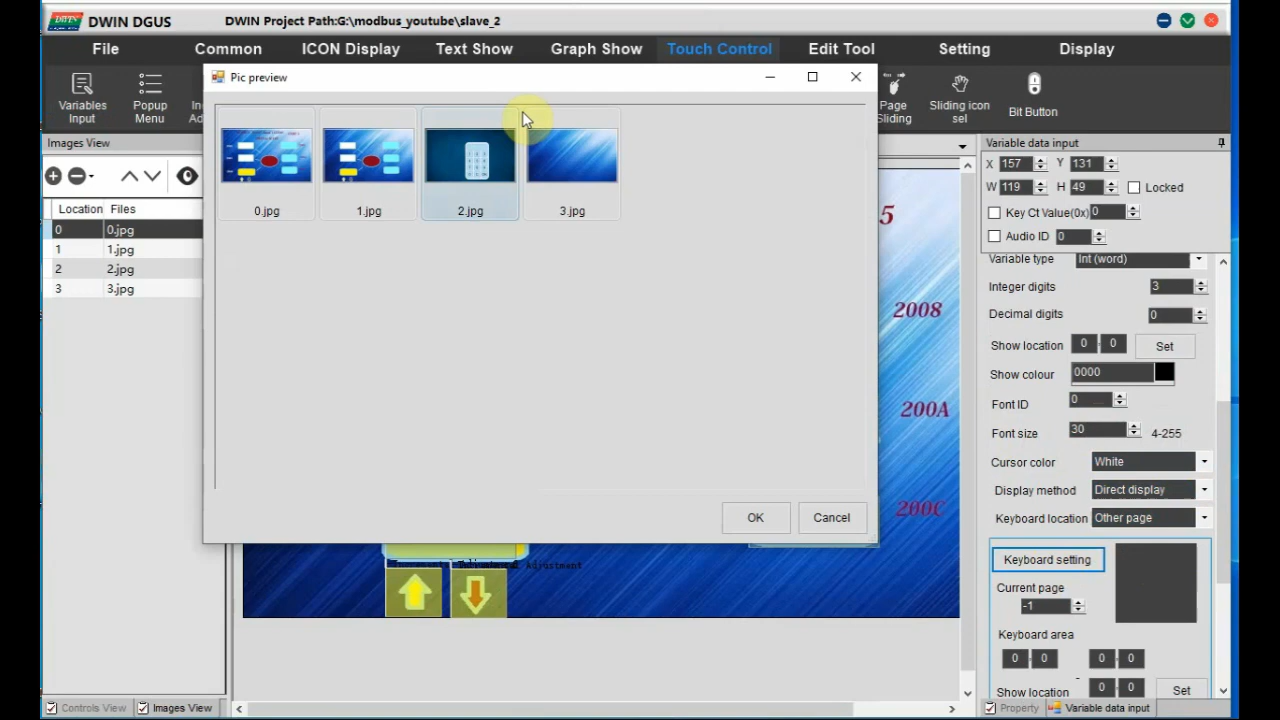 DWIN DWIN DGUS DWIN Project Path:G:\modbus_youtube\slave_2
File Common ICON Display Text Show Graph Show Touch Control Edit Tool Setting Display
Variables Input
Popup Menu
Page Sliding
Sliding icon sel
Bit Button
Pic preview
0.jpg 1.jpg 2.jpg 3.jpg
OK Cancel
Images View
Location Files
0 0.jpg
1 1.jpg
2 2.jpg
3 3.jpg
5
2008
200A
200C
Adjustment
Controls View Images View
Variable data input
X 157 Y 131
W 119 H 49 Locked
Key Ct Value(0x) 0
Audio ID 0
Variable type Int (word)
Integer digits 3
Decimal digits 0
Show location 0 0 Set
Show colour 0000
Font ID 0
Font size 30 4-255
Cursor color White
Display method Direct display
Keyboard location Other page
Keyboard setting
Current page
-1
Keyboard area
0 0 0 0
Show location 0 0 Set
Property Variable data input